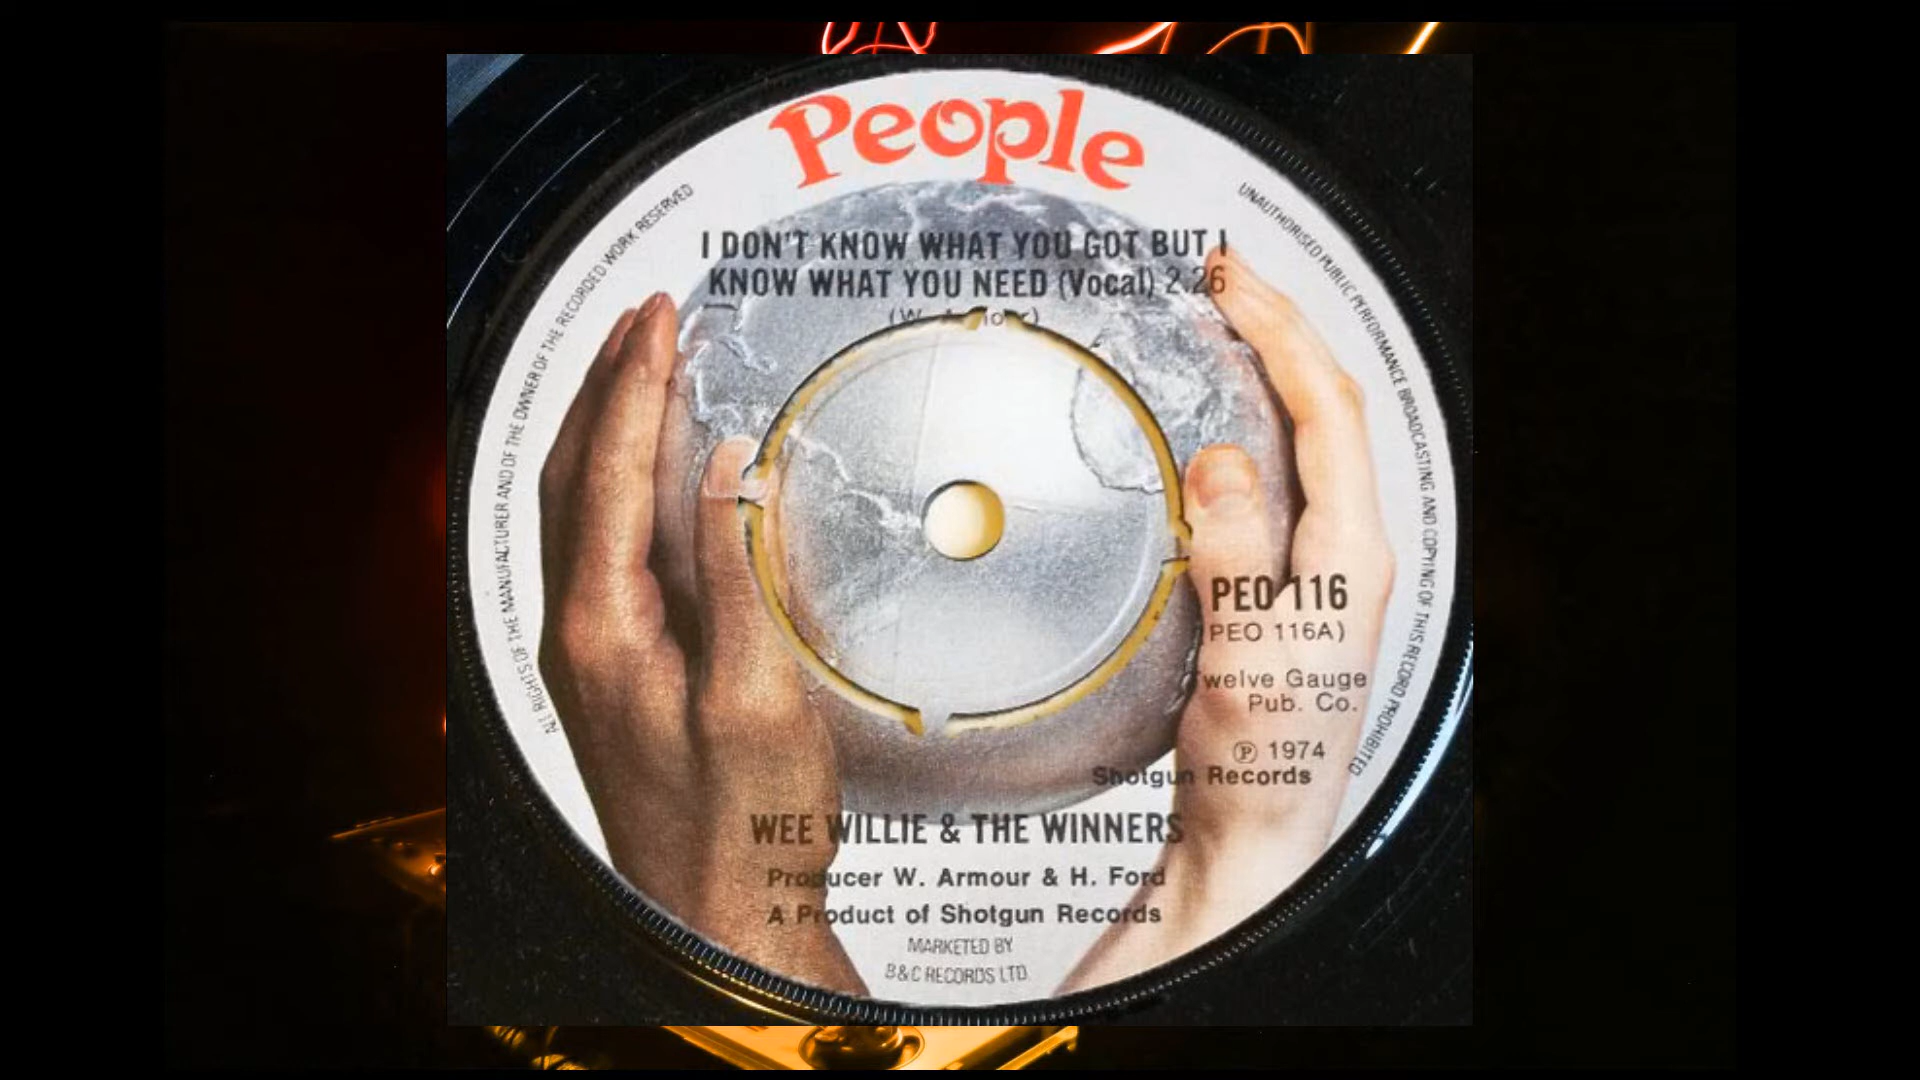 People
I DON'T KNOW WHAT YOU GOT BUT I
KNOW WHAT YOU NEED (Vocal) 2.26
ALL RIGHTS OF THE MANUFACTURER AND OF THE OWNER OF THE RECORDED WORK RESERVED
UNAUTHORISED PUBLIC PERFORMANCE BROADCASTING AND COPYING OF THIS RECORD PROHIBITED
PEO 116
(PEO 116A)
Twelve Gauge
Pub. Co.
℗ 1974
Shotgun Records
WEE WILLIE & THE WINNERS
Producer W. Armour & H. Ford
A Product of Shotgun Records
MARKETED BY
B&C RECORDS LTD.